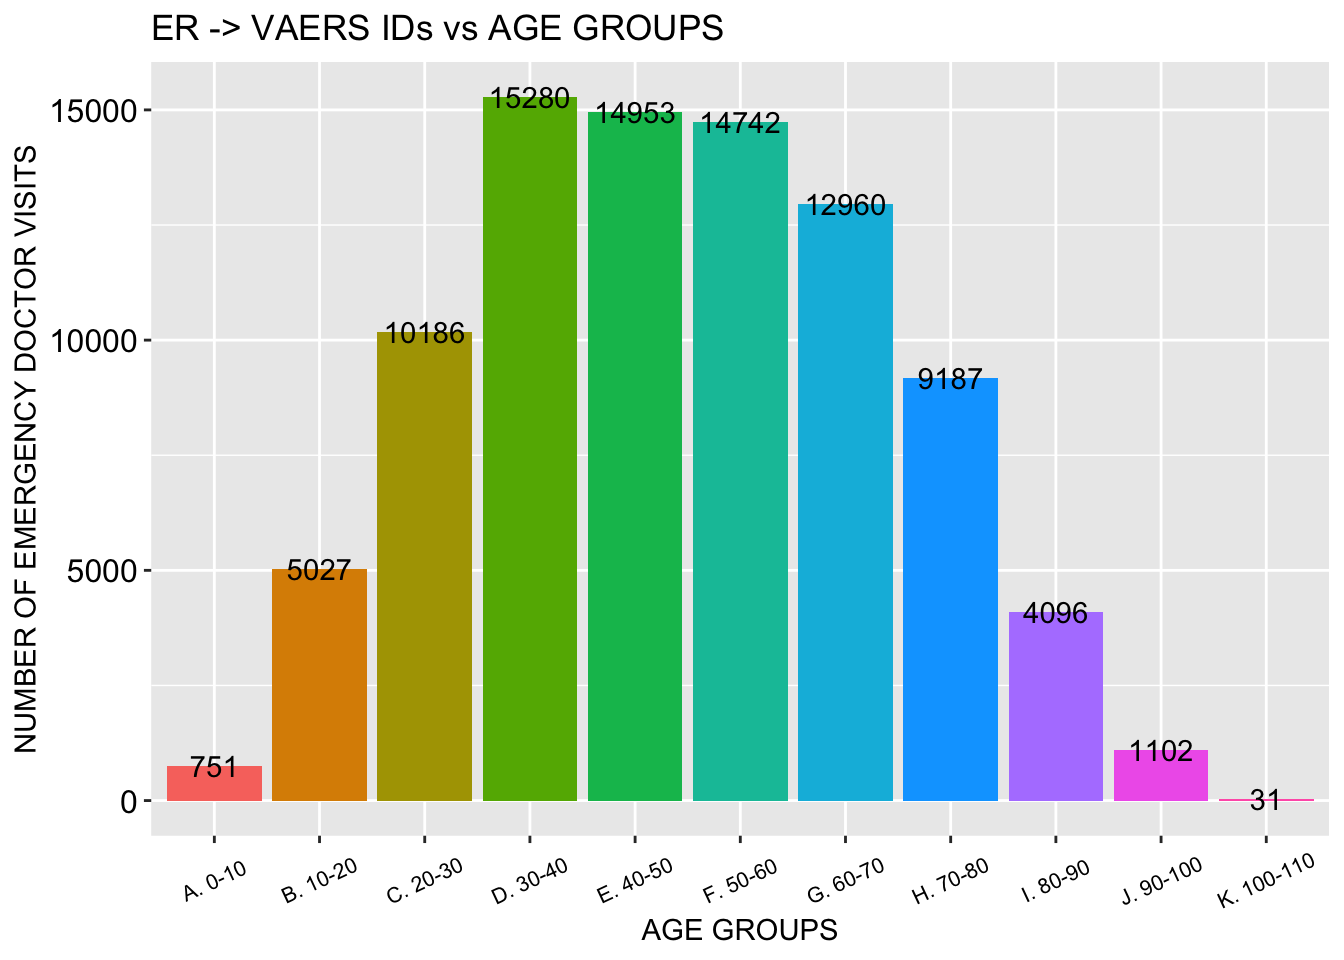 ER -> VAERS IDs vs AGE GROUPS
NUMBER OF EMERGENCY DOCTOR VISITS
15000
10000
5000
0
751
5027
10186
15280
14953
14742
12960
9187
4096
1102
31
A. 0-10
B. 10-20
C. 20-30
D. 30-40
E. 40-50
F. 50-60
G. 60-70
H. 70-80
I. 80-90
J. 90-100
K. 100-110
AGE GROUPS